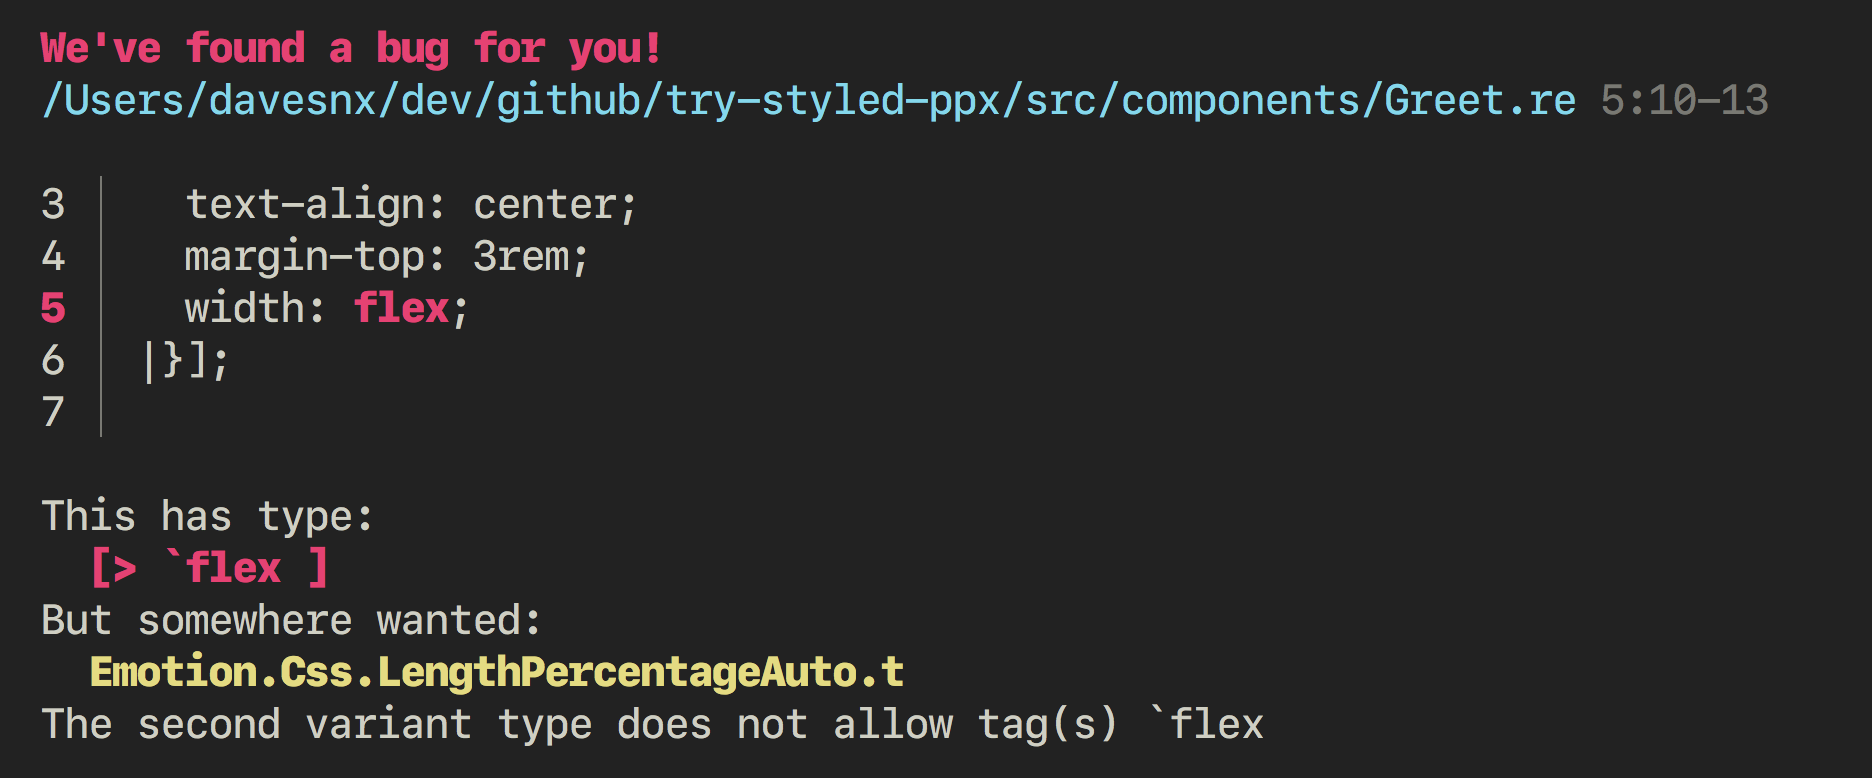 We've found a bug for you!
/Users/davesnx/dev/github/try-styled-ppx/src/components/Greet.re 5:10-13
3 │ text-align: center;
4 │ margin-top: 3rem;
5 │ width: flex;
6 │ |}];
7 │
This has type:
[> `flex ]
But somewhere wanted:
Emotion.Css.LengthPercentageAuto.t
The second variant type does not allow tag(s) `flex